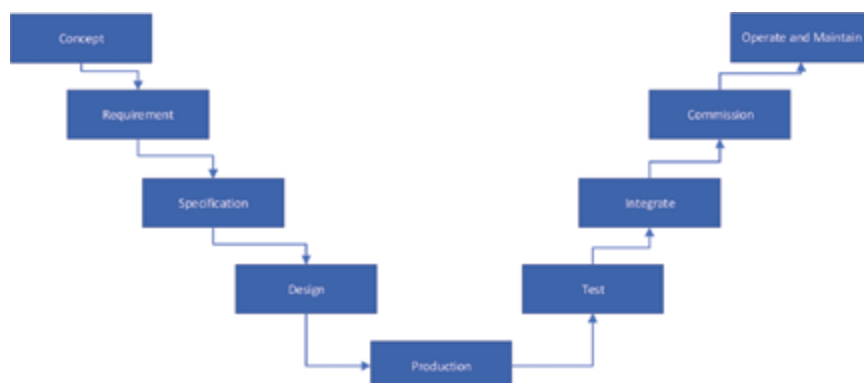 Concept
Operate and Maintain
Requirement
Commission
Specification
Integrate
Design
Test
Production